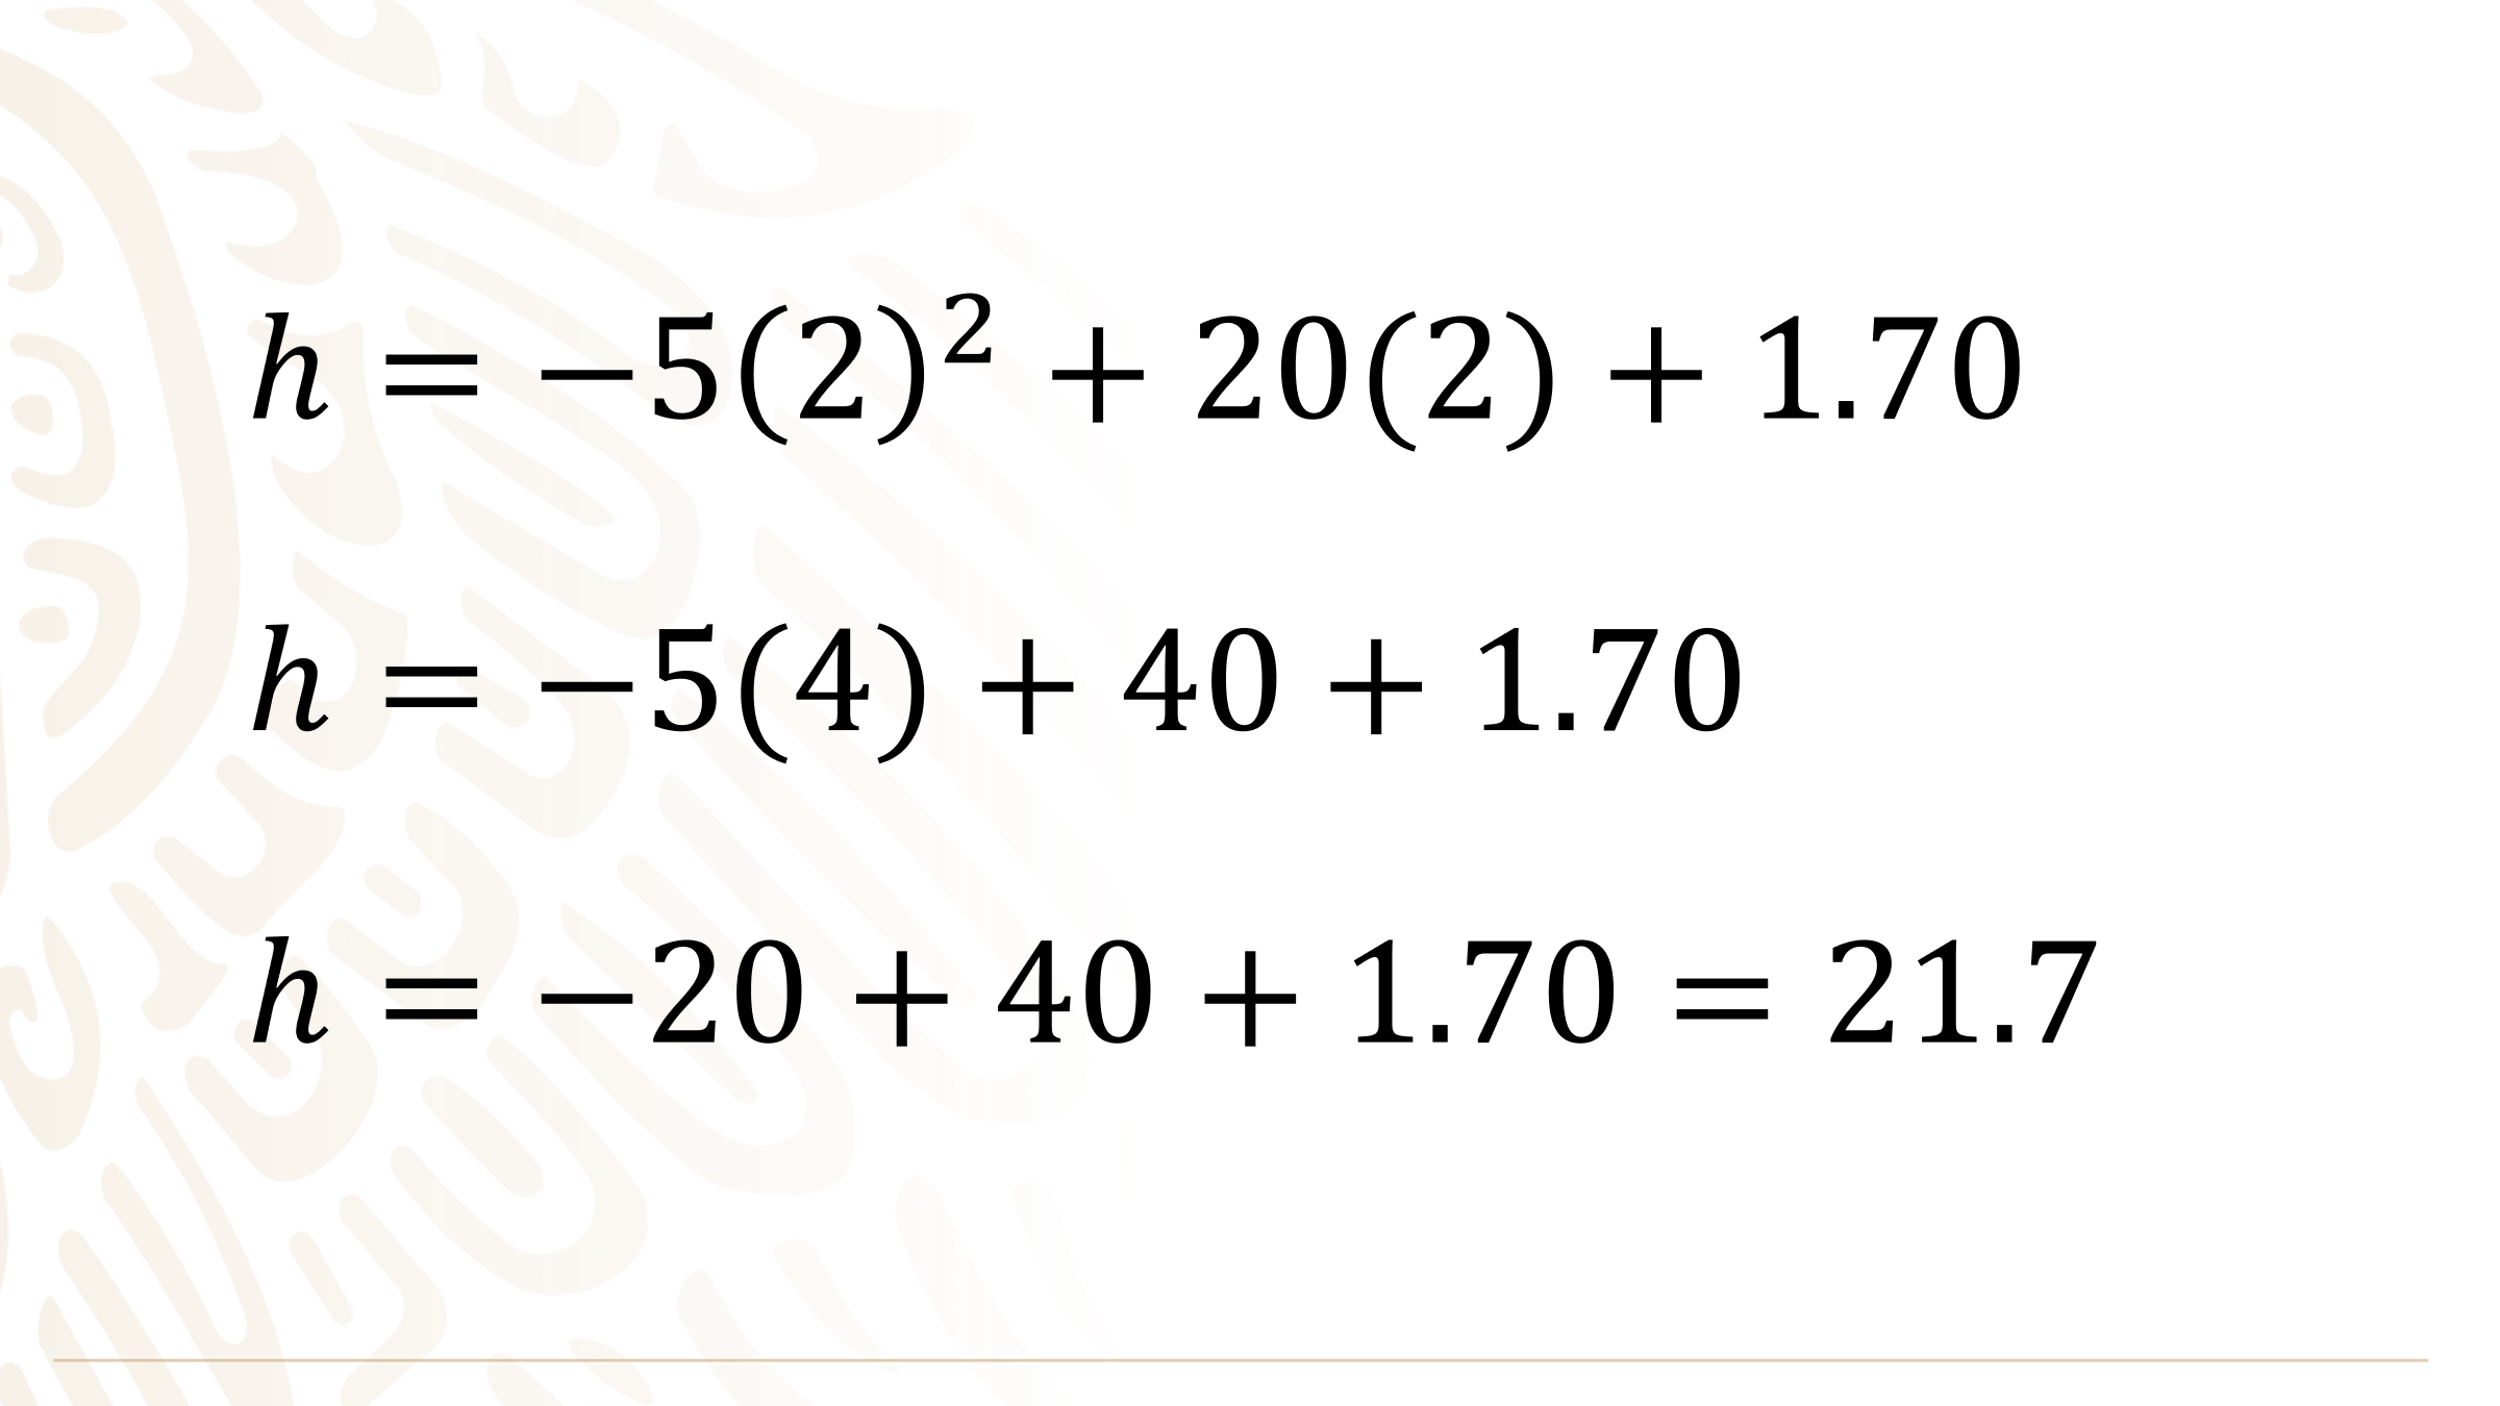 h = −5(2)² + 20(2) + 1.70
h = −5(4) + 40 + 1.70
h = −20 + 40 + 1.70 = 21.7